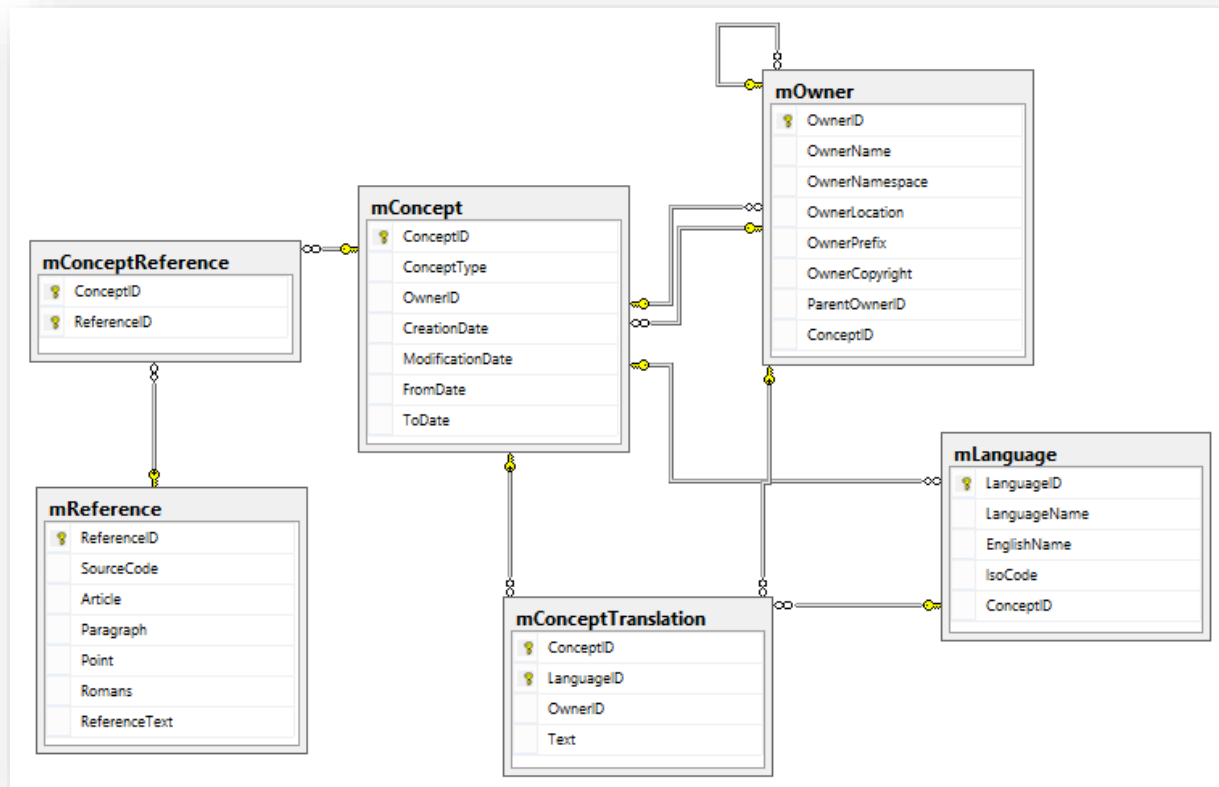 mOwner
OwnerID
OwnerName
OwnerNamespace
OwnerLocation
OwnerPrefix
OwnerCopyright
ParentOwnerID
ConceptID
mConcept
ConceptID
ConceptType
OwnerID
CreationDate
ModificationDate
FromDate
ToDate
mConceptReference
ConceptID
ReferenceID
mLanguage
LanguageID
LanguageName
EnglishName
IsoCode
ConceptID
mReference
ReferenceID
SourceCode
Article
Paragraph
Point
Romans
ReferenceText
mConceptTranslation
ConceptID
LanguageID
OwnerID
Text